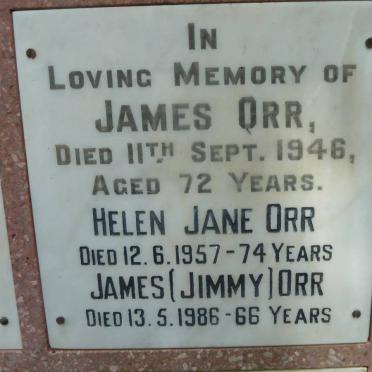 IN
LOVING MEMORY OF
JAMES ORR,
DIED 11TH SEPT. 1946,
AGED 72 YEARS.
HELEN JANE ORR
DIED 12.6.1957-74 YEARS
JAMES(JIMMY)ORR
DIED 13.5.1986-66 YEARS